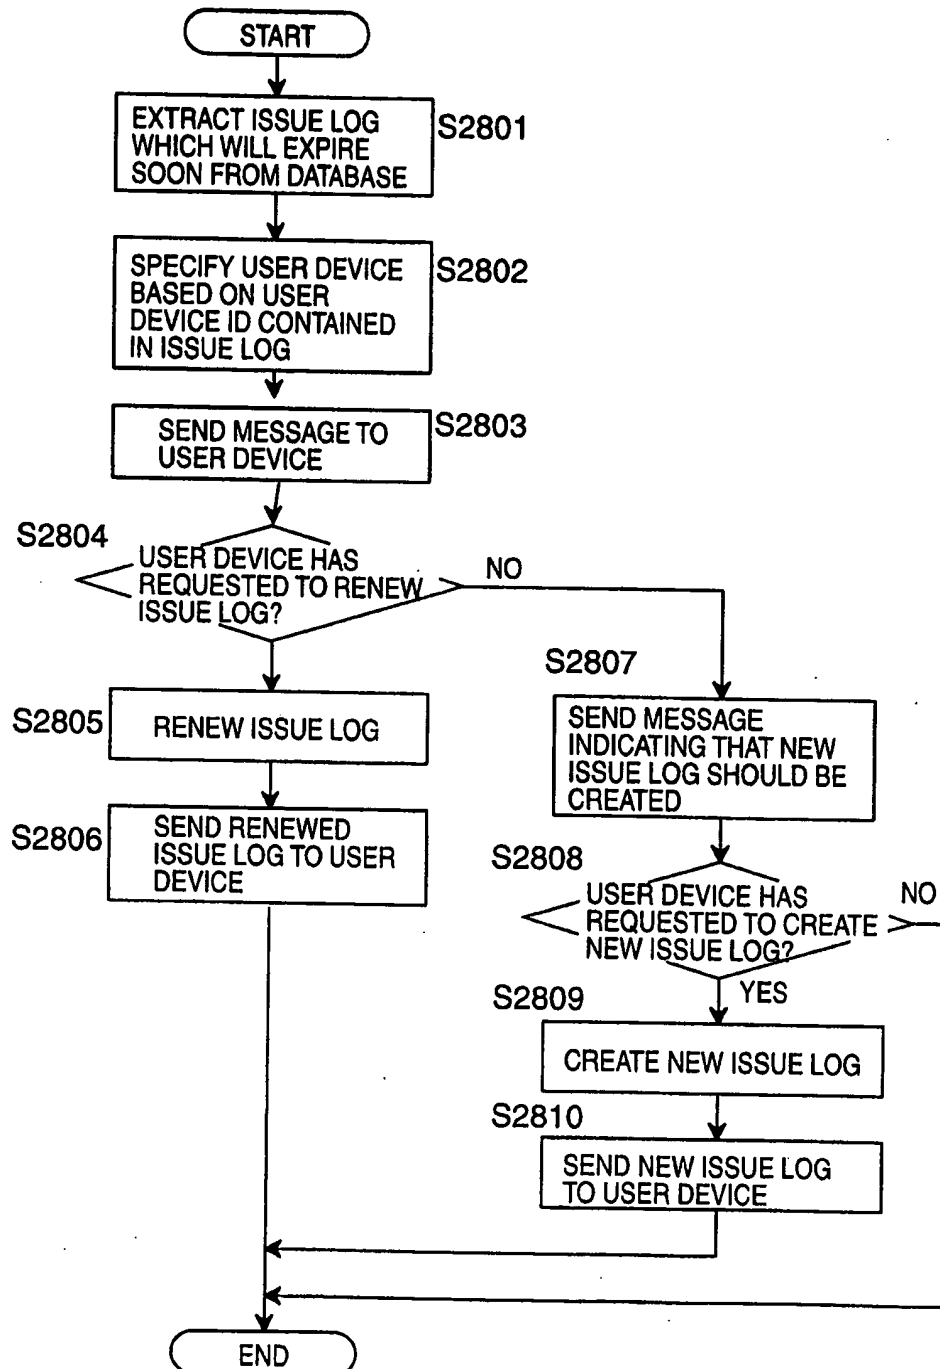 START
EXTRACT ISSUE LOG
WHICH WILL EXPIRE
SOON FROM DATABASE
S2801
SPECIFY USER DEVICE
BASED ON USER
DEVICE ID CONTAINED
IN ISSUE LOG
S2802
SEND MESSAGE TO
USER DEVICE
S2803
S2804
USER DEVICE HAS
REQUESTED TO RENEW
ISSUE LOG?
NO
S2805
RENEW ISSUE LOG
S2806
SEND RENEWED
ISSUE LOG TO USER
DEVICE
S2807
SEND MESSAGE
INDICATING THAT NEW
ISSUE LOG SHOULD BE
CREATED
S2808
USER DEVICE HAS
REQUESTED TO CREATE
NEW ISSUE LOG?
NO
YES
S2809
CREATE NEW ISSUE LOG
S2810
SEND NEW ISSUE LOG
TO USER DEVICE
END